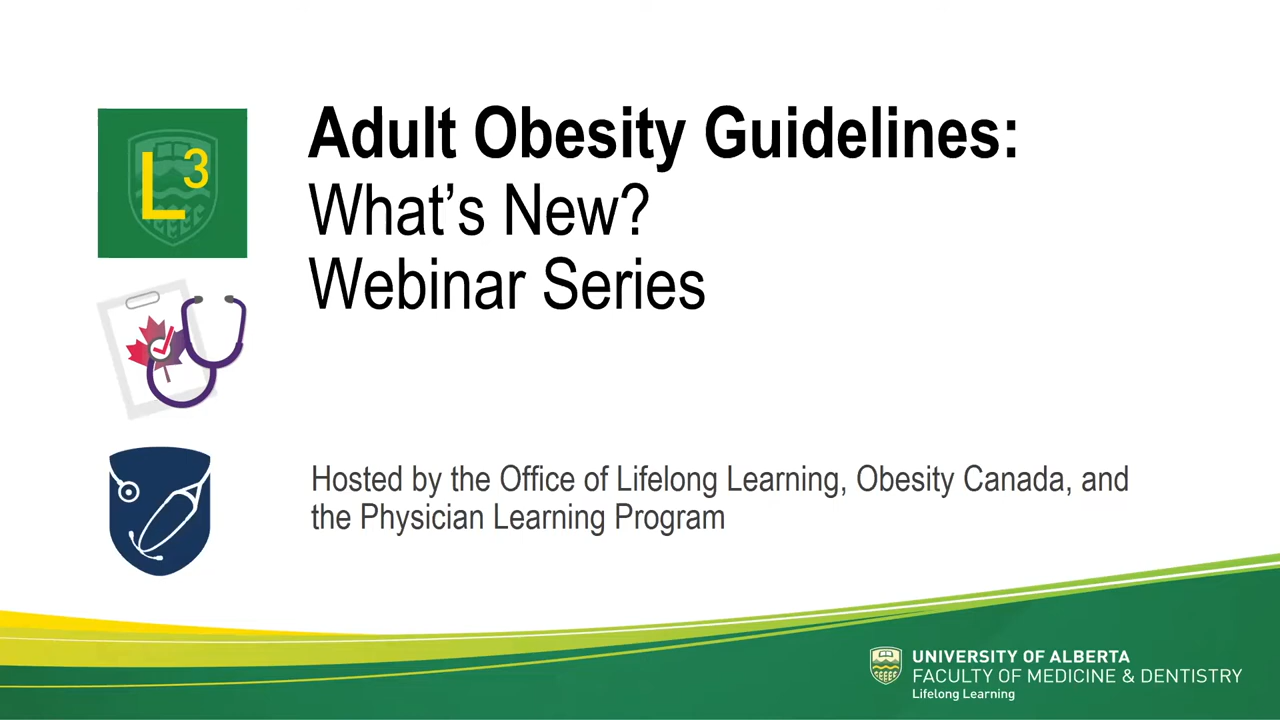 L3
Adult Obesity Guidelines:
What’s New?
Webinar Series
Hosted by the Office of Lifelong Learning, Obesity Canada, and
the Physician Learning Program
UNIVERSITY OF ALBERTA
FACULTY OF MEDICINE & DENTISTRY
Lifelong Learning